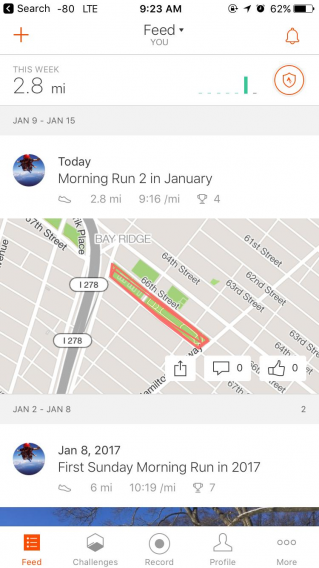 Search -80 LTE 9:23 AM 62%
Feed
YOU
THIS WEEK
2.8 mi
JAN 9 - JAN 15
Today
Morning Run 2 in January
2.8 mi 9:16 /mi 4
67th Street
BAY RIDGE
64th Street
61st Street
I 278
66th Street
62nd Street
63rd Street
63rd
I 278
0 0
JAN 2 - JAN 8 2
Jan 8, 2017
First Sunday Morning Run in 2017
6 mi 10:19 /mi 7
Feed Challenges Record Profile More